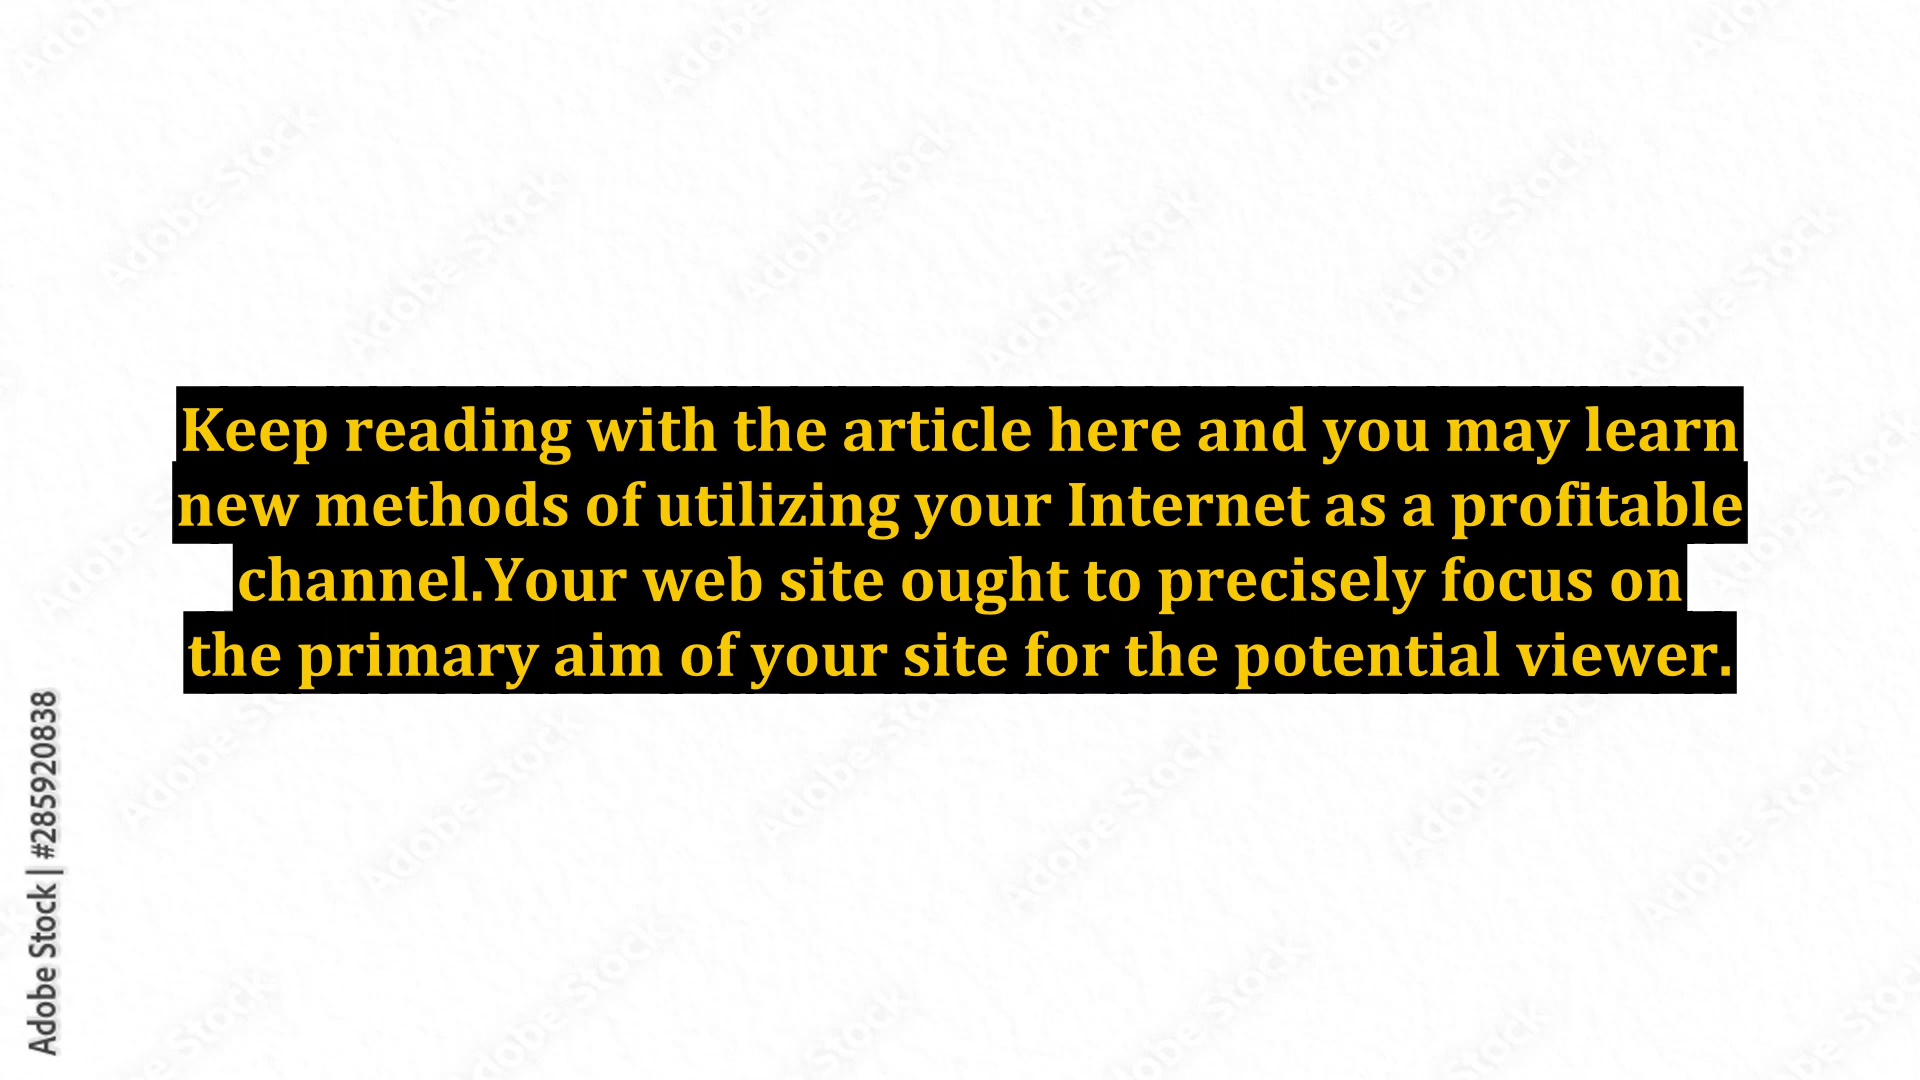 Keep reading with the article here and you may learn
new methods of utilizing your Internet as a profitable
channel.Your web site ought to precisely focus on
the primary aim of your site for the potential viewer.
Adobe Stock | #285920838